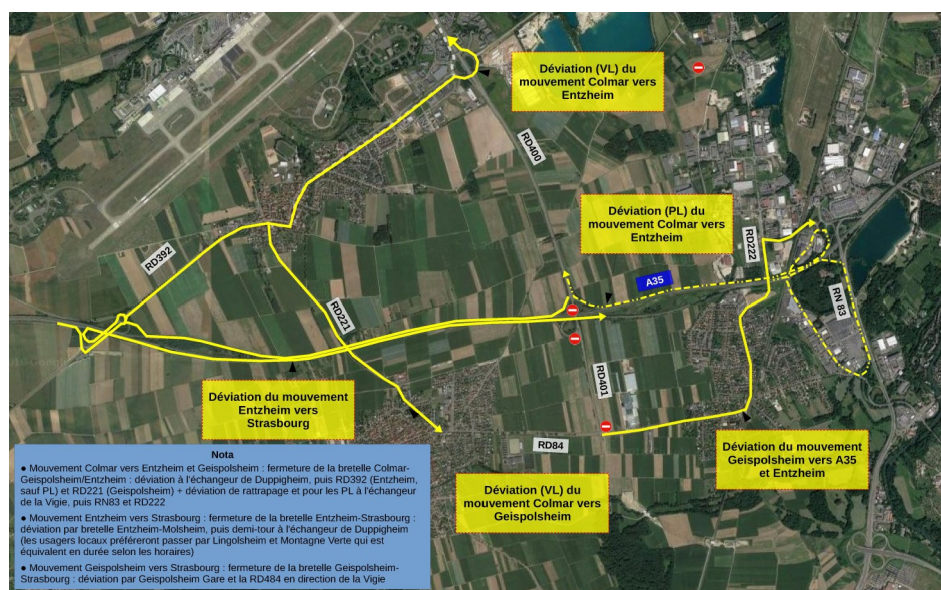 Déviation (VL) du
mouvement Colmar vers
Entzheim
RD400
Déviation (PL) du
mouvement Colmar vers
Entzheim
RD222
RD392
A35
RN 83
RD221
RD401
Déviation du mouvement
Entzheim vers
Strasbourg
RD84
Déviation du mouvement
Geispolsheim vers A35
et Entzheim
Déviation (VL) du
mouvement Colmar vers
Geispolsheim
Nota
● Mouvement Colmar vers Entzheim et Geispolsheim : fermeture de la bretelle Colmar-
Geispolsheim/Entzheim : déviation à l'échangeur de Duppigheim, puis RD392 (Entzheim,
sauf PL) et RD221 (Geispolsheim) + déviation de rattrapage et pour les PL à l'échangeur
de la Vigie, puis RN83 et RD222
● Mouvement Entzheim vers Strasbourg : fermeture de la bretelle Entzheim-Strasbourg :
déviation par bretelle Entzheim-Molsheim, puis demi-tour à l'échangeur de Duppigheim
(les usagers locaux préféreront passer par Lingolsheim et Montagne Verte qui est
équivalent en durée selon les horaires)
● Mouvement Geispolsheim vers Strasbourg : fermeture de la bretelle Geispolsheim-
Strasbourg : déviation par Geispolsheim Gare et la RD484 en direction de la Vigie